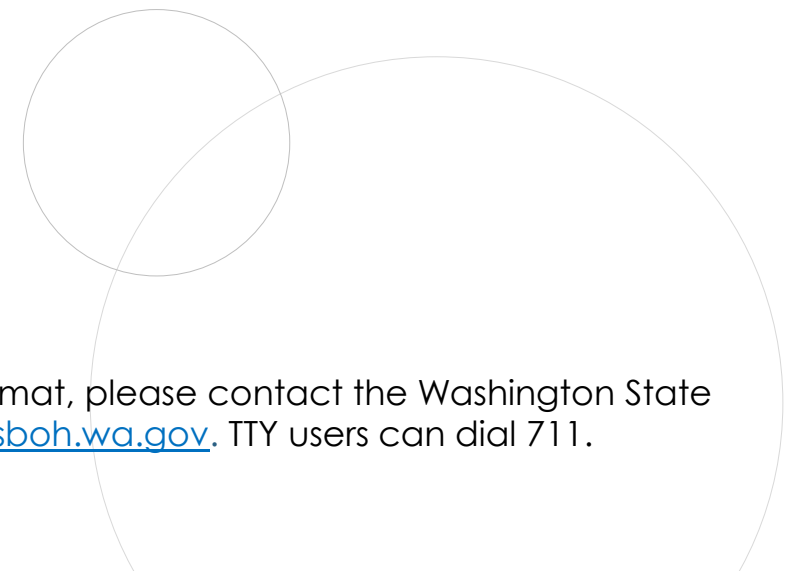 mat, please contact the Washington State
sboh.wa.gov. TTY users can dial 711.